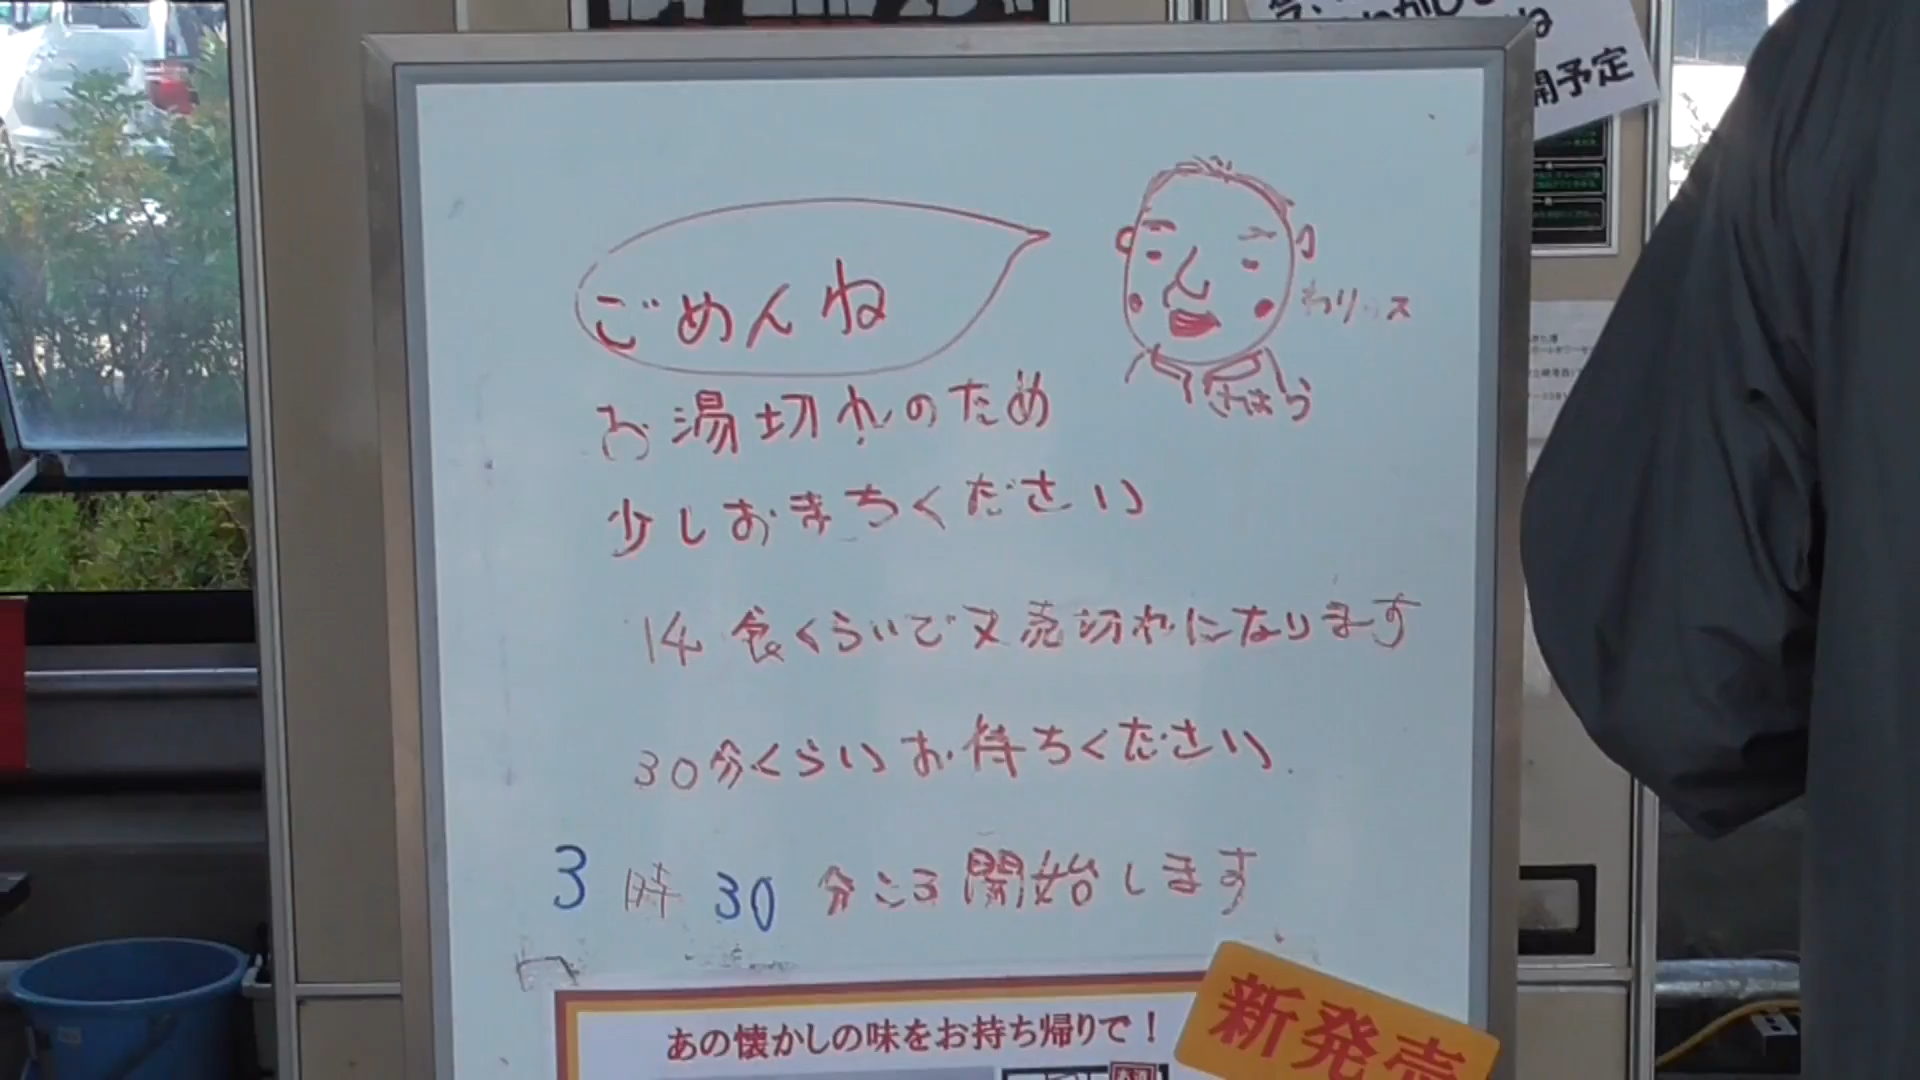 ごめんね
さはら
お湯切れのため
少しおまちください
14食くらいで又売切れになります
30分くらいお待ちください
3時30分ころ開始します
あの懐かしの味をお持ち帰りで！
新発売
開予定